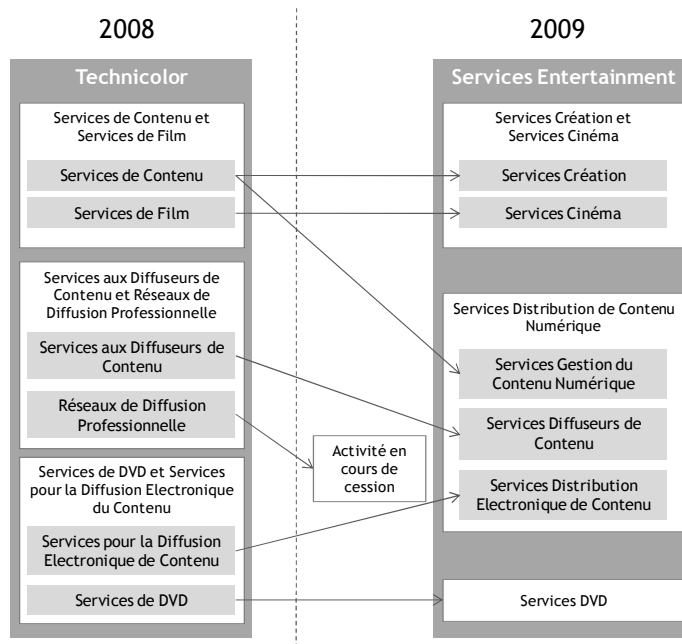 2008
2009
Technicolor
Services de Contenu et
Services de Film
Services de Contenu
Services de Film
Services aux Diffuseurs de
Contenu et Réseaux de
Diffusion Professionnelle
Services aux Diffuseurs de
Contenu
Réseaux de Diffusion
Professionnelle
Services de DVD et Services
pour la Diffusion Electronique
du Contenu
Services pour la Diffusion
Electronique de Contenu
Services de DVD
Activité en
cours de
cession
Services Entertainment
Services Création et
Services Cinéma
Services Création
Services Cinéma
Services Distribution de Contenu
Numérique
Services Gestion du
Contenu Numérique
Services Diffuseurs de
Contenu
Services Distribution
Electronique de Contenu
Services DVD